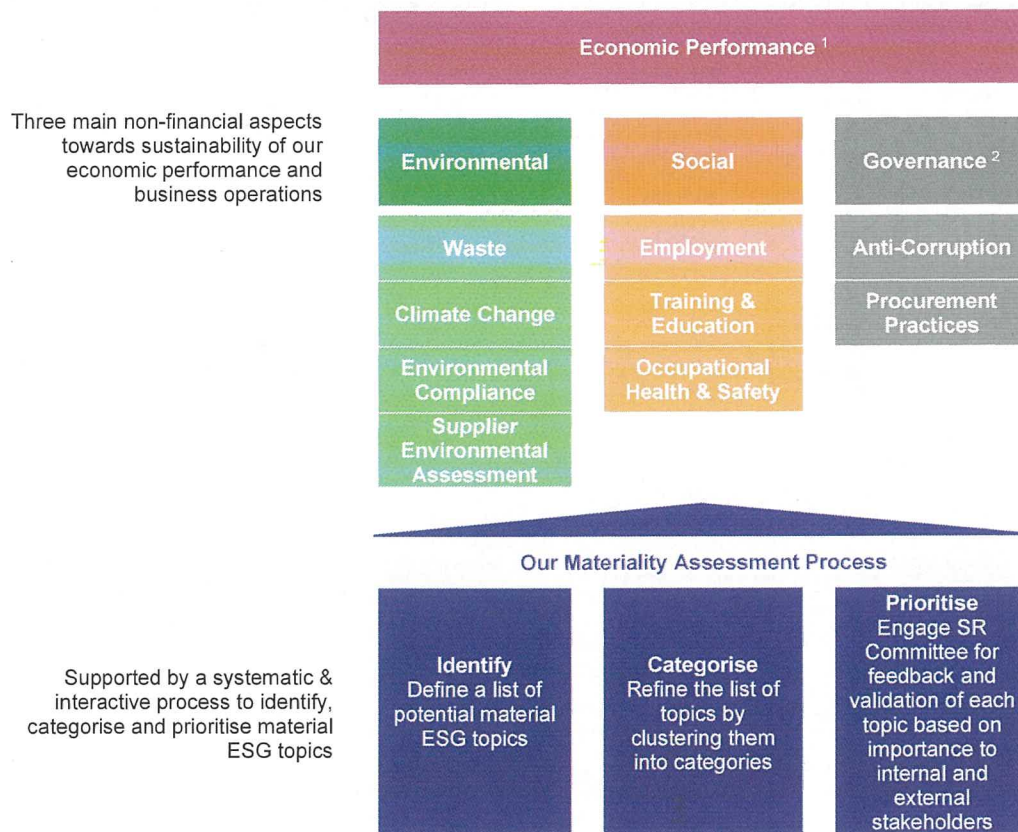 Economic Performance ¹
Three main non-financial aspects
towards sustainability of our
economic performance and
business operations
Environmental
Social
Governance ²
Waste
Employment
Anti-Corruption
Climate Change
Training &
Education
Procurement
Practices
Environmental
Compliance
Occupational
Health & Safety
Supplier
Environmental
Assessment
Our Materiality Assessment Process
Supported by a systematic &
interactive process to identify,
categorise and prioritise material
ESG topics
Identify
Define a list of
potential material
ESG topics
Categorise
Refine the list of
topics by
clustering them
into categories
Prioritise
Engage SR
Committee for
feedback and
validation of each
topic based on
importance to
internal and
external
stakeholders